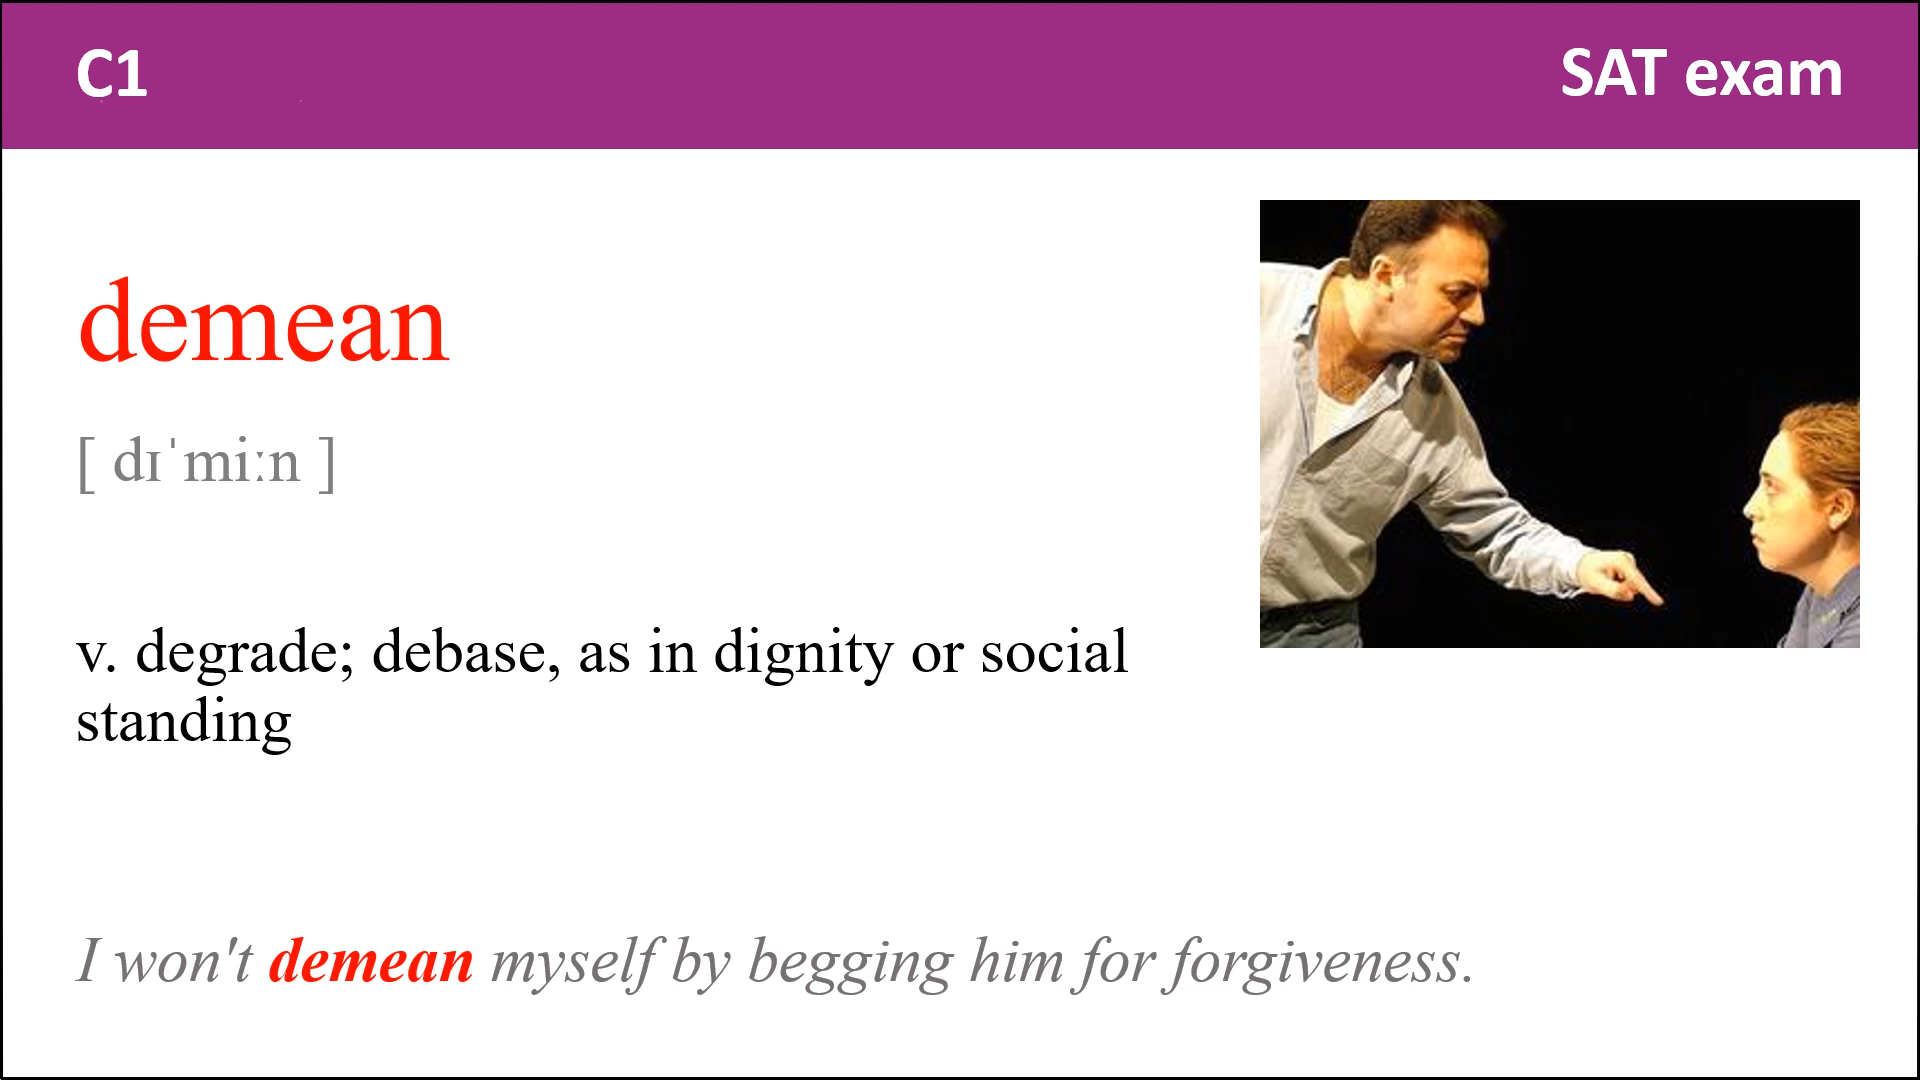 C1
SAT exam
demean
[ dɪˈmiːn ]
v. degrade; debase, as in dignity or social
standing
I won't demean myself by begging him for forgiveness.